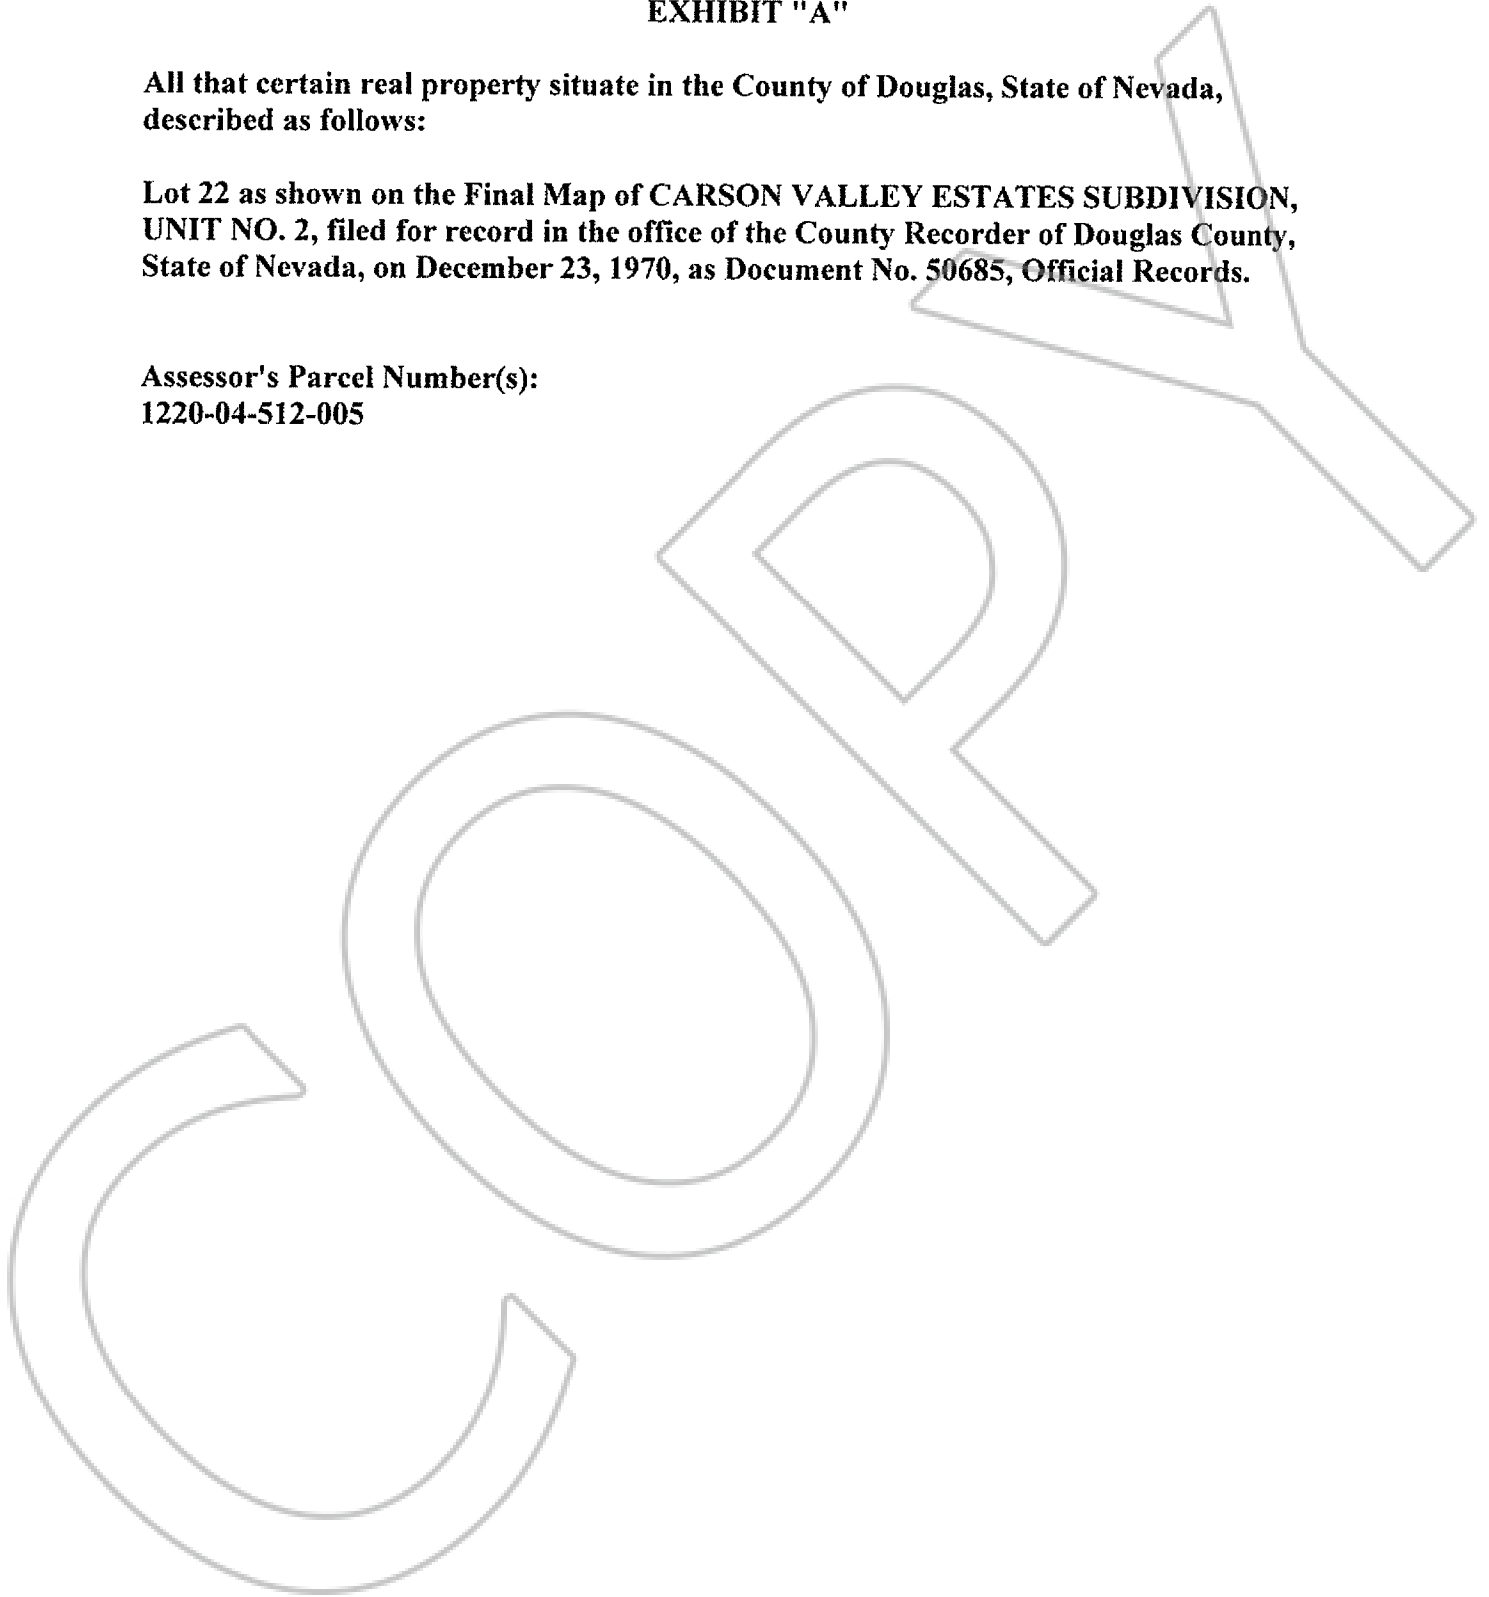 EXHIBIT "A"
All that certain real property situate in the County of Douglas, State of Nevada,
described as follows:
Lot 22 as shown on the Final Map of CARSON VALLEY ESTATES SUBDIVISION,
UNIT NO. 2, filed for record in the office of the County Recorder of Douglas County,
State of Nevada, on December 23, 1970, as Document No. 50685, Official Records.
Assessor's Parcel Number(s):
1220-04-512-005
COPY